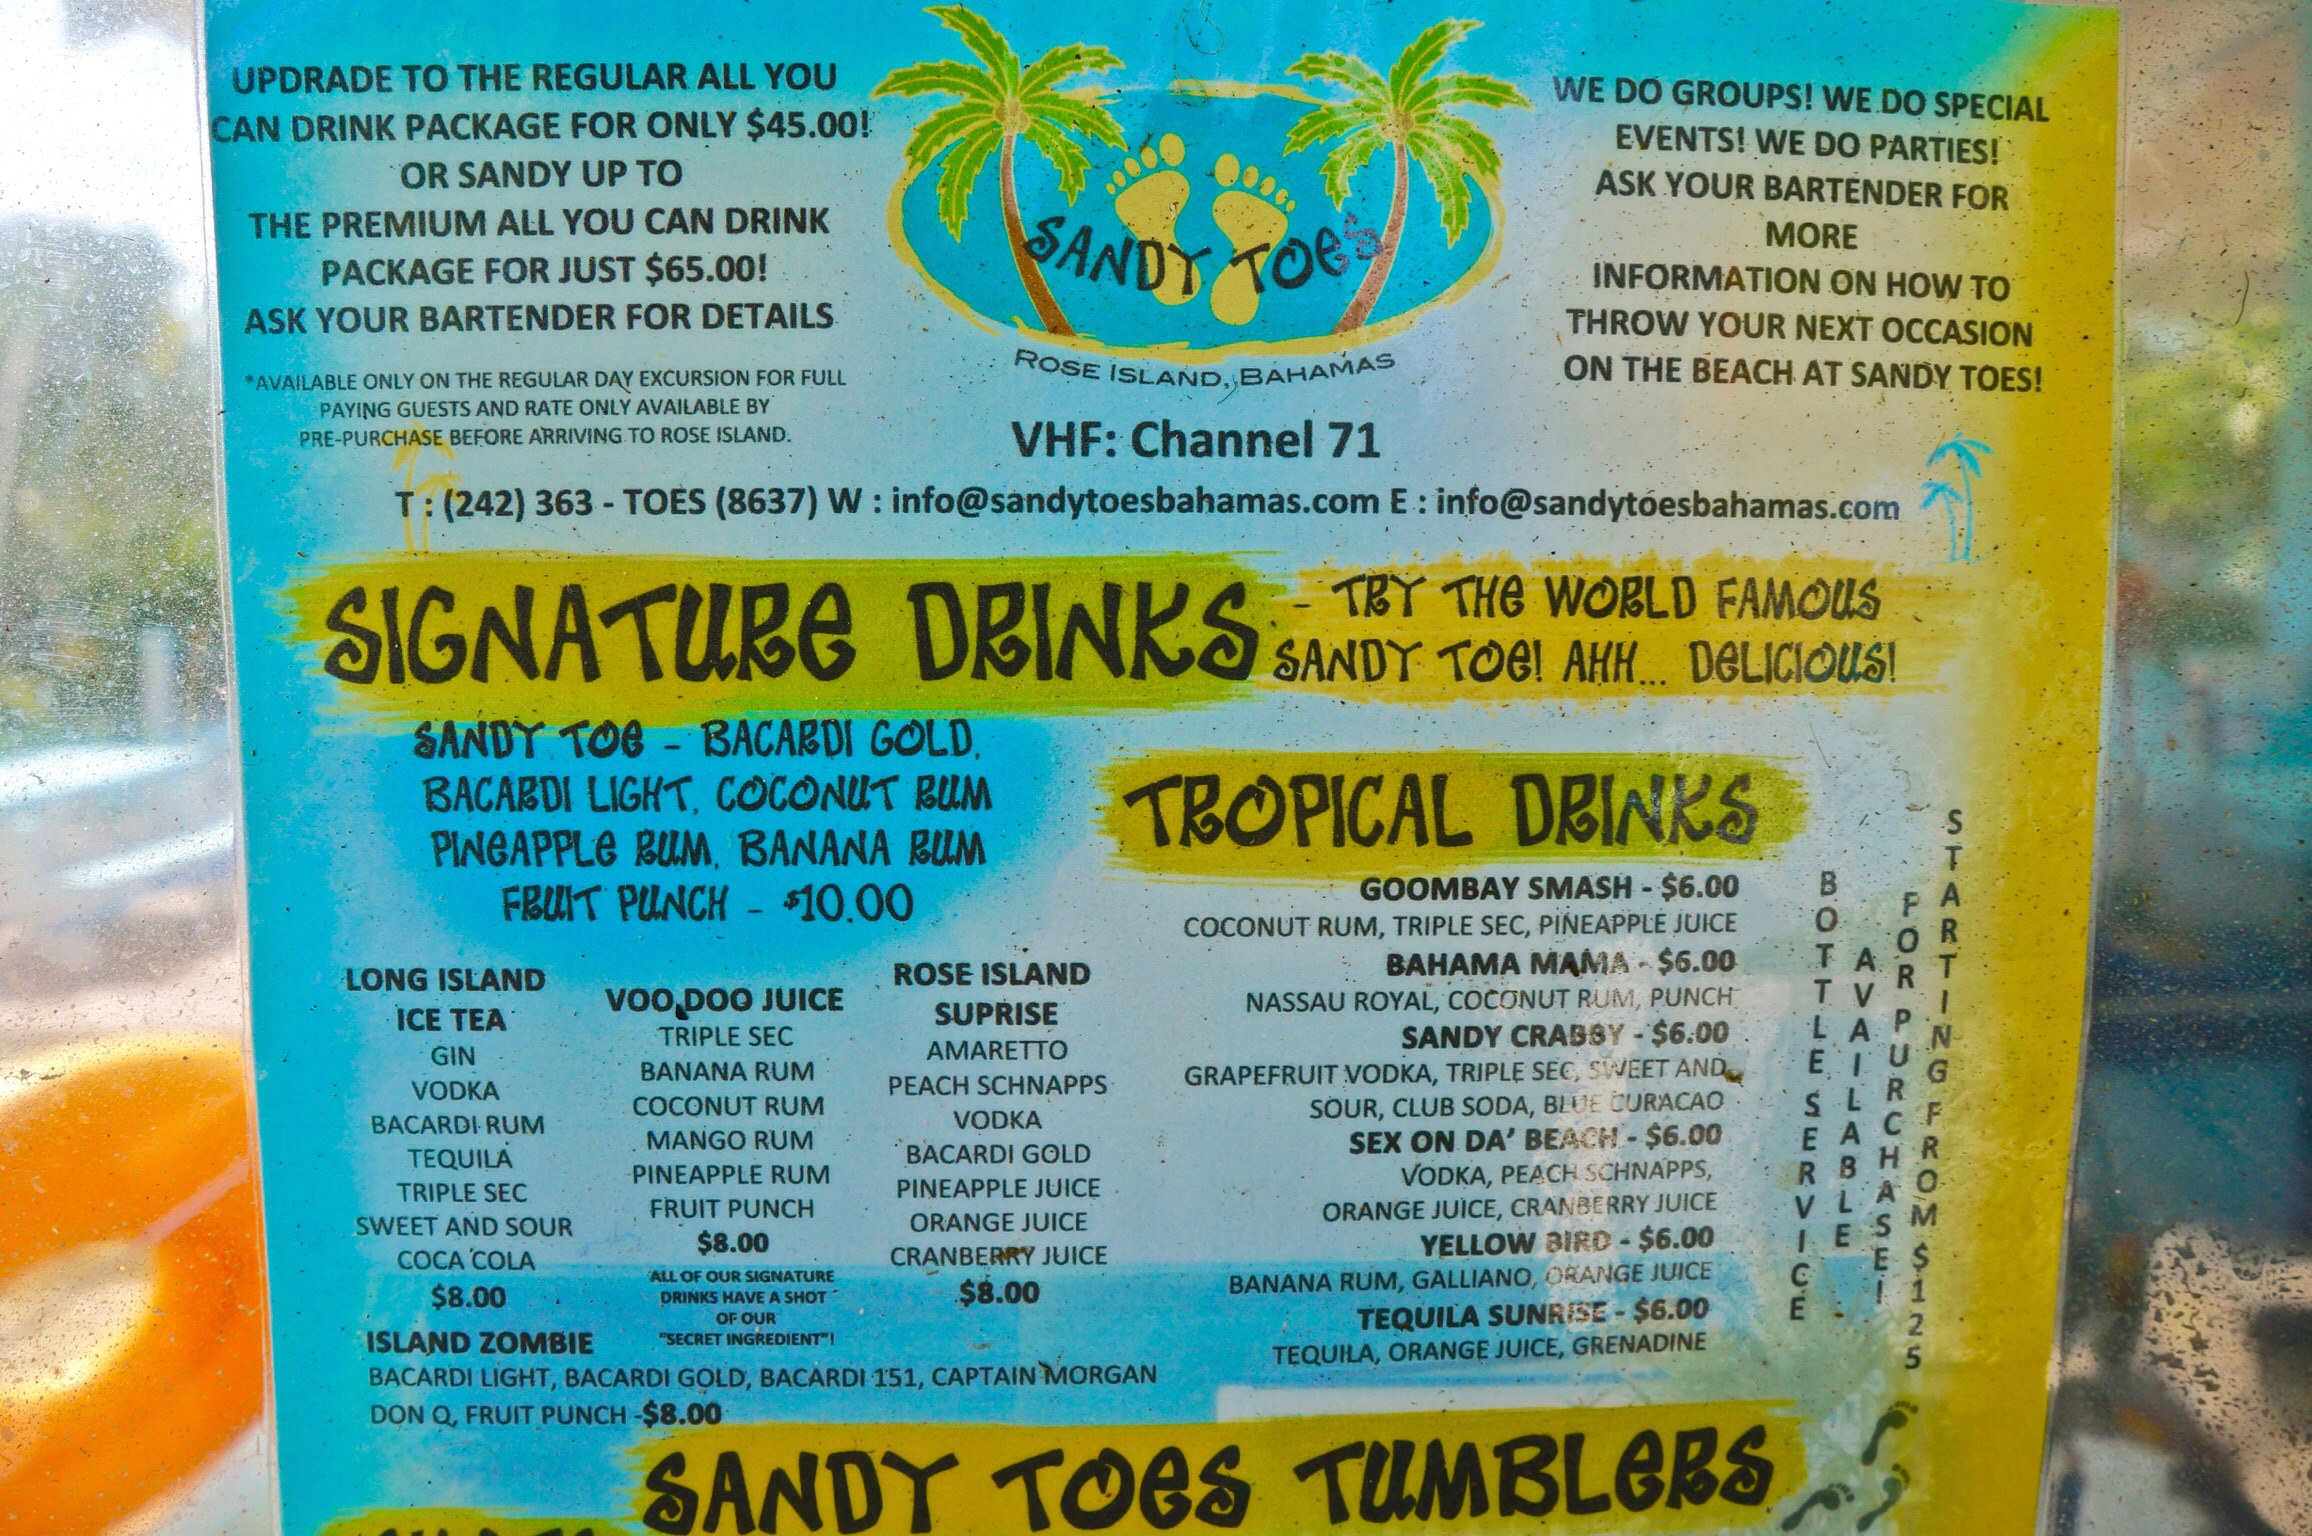 UPDRADE TO THE REGULAR ALL YOU
CAN DRINK PACKAGE FOR ONLY $45.00!
OR SANDY UP TO
THE PREMIUM ALL YOU CAN DRINK
PACKAGE FOR JUST $65.00!
ASK YOUR BARTENDER FOR DETAILS
*AVAILABLE ONLY ON THE REGULAR DAY EXCURSION FOR FULL
PAYING GUESTS AND RATE ONLY AVAILABLE BY
PRE-PURCHASE BEFORE ARRIVING TO ROSE ISLAND.
SANDY TOES
ROSE ISLAND, BAHAMAS
WE DO GROUPS! WE DO SPECIAL
EVENTS! WE DO PARTIES!
ASK YOUR BARTENDER FOR
MORE
INFORMATION ON HOW TO
THROW YOUR NEXT OCCASION
ON THE BEACH AT SANDY TOES!
VHF: Channel 71
T : (242) 363 - TOES (8637) W : info@sandytoesbahamas.com E : info@sandytoesbahamas.com
SIGNATURE DRINKS
- TRY THE WORLD FAMOUS
SANDY TOE! AHH... DELICIOUS!
SANDY TOE - BACARDI GOLD,
BACARDI LIGHT, COCONUT RUM
PINEAPPLE RUM, BANANA RUM
FRUIT PUNCH - $10.00
LONG ISLAND
ICE TEA
GIN
VODKA
BACARDI RUM
TEQUILA
TRIPLE SEC
SWEET AND SOUR
COCA COLA
$8.00
VOO DOO JUICE
TRIPLE SEC
BANANA RUM
COCONUT RUM
MANGO RUM
PINEAPPLE RUM
FRUIT PUNCH
$8.00
ALL OF OUR SIGNATURE
DRINKS HAVE A SHOT
OF OUR
"SECRET INGREDIENT"!
ROSE ISLAND
SUPRISE
AMARETTO
PEACH SCHNAPPS
VODKA
BACARDI GOLD
PINEAPPLE JUICE
ORANGE JUICE
CRANBERRY JUICE
$8.00
ISLAND ZOMBIE
BACARDI LIGHT, BACARDI GOLD, BACARDI 151, CAPTAIN MORGAN
DON Q, FRUIT PUNCH -$8.00
TROPICAL DRINKS
GOOMBAY SMASH - $6.00
COCONUT RUM, TRIPLE SEC, PINEAPPLE JUICE
BAHAMA MAMA - $6.00
NASSAU ROYAL, COCONUT RUM, PUNCH
SANDY CRABBY - $6.00
GRAPEFRUIT VODKA, TRIPLE SEC, SWEET AND
SOUR, CLUB SODA, BLUE CURACAO
SEX ON DA' BEACH - $6.00
VODKA, PEACH SCHNAPPS,
ORANGE JUICE, CRANBERRY JUICE
YELLOW BIRD - $6.00
BANANA RUM, GALLIANO, ORANGE JUICE
TEQUILA SUNRISE - $6.00
TEQUILA, ORANGE JUICE, GRENADINE
BOTTLE SERVICE
AVAILABLE
FOR PURCHASE!
STARTING FROM $125
SANDY TOES TUMBLERS